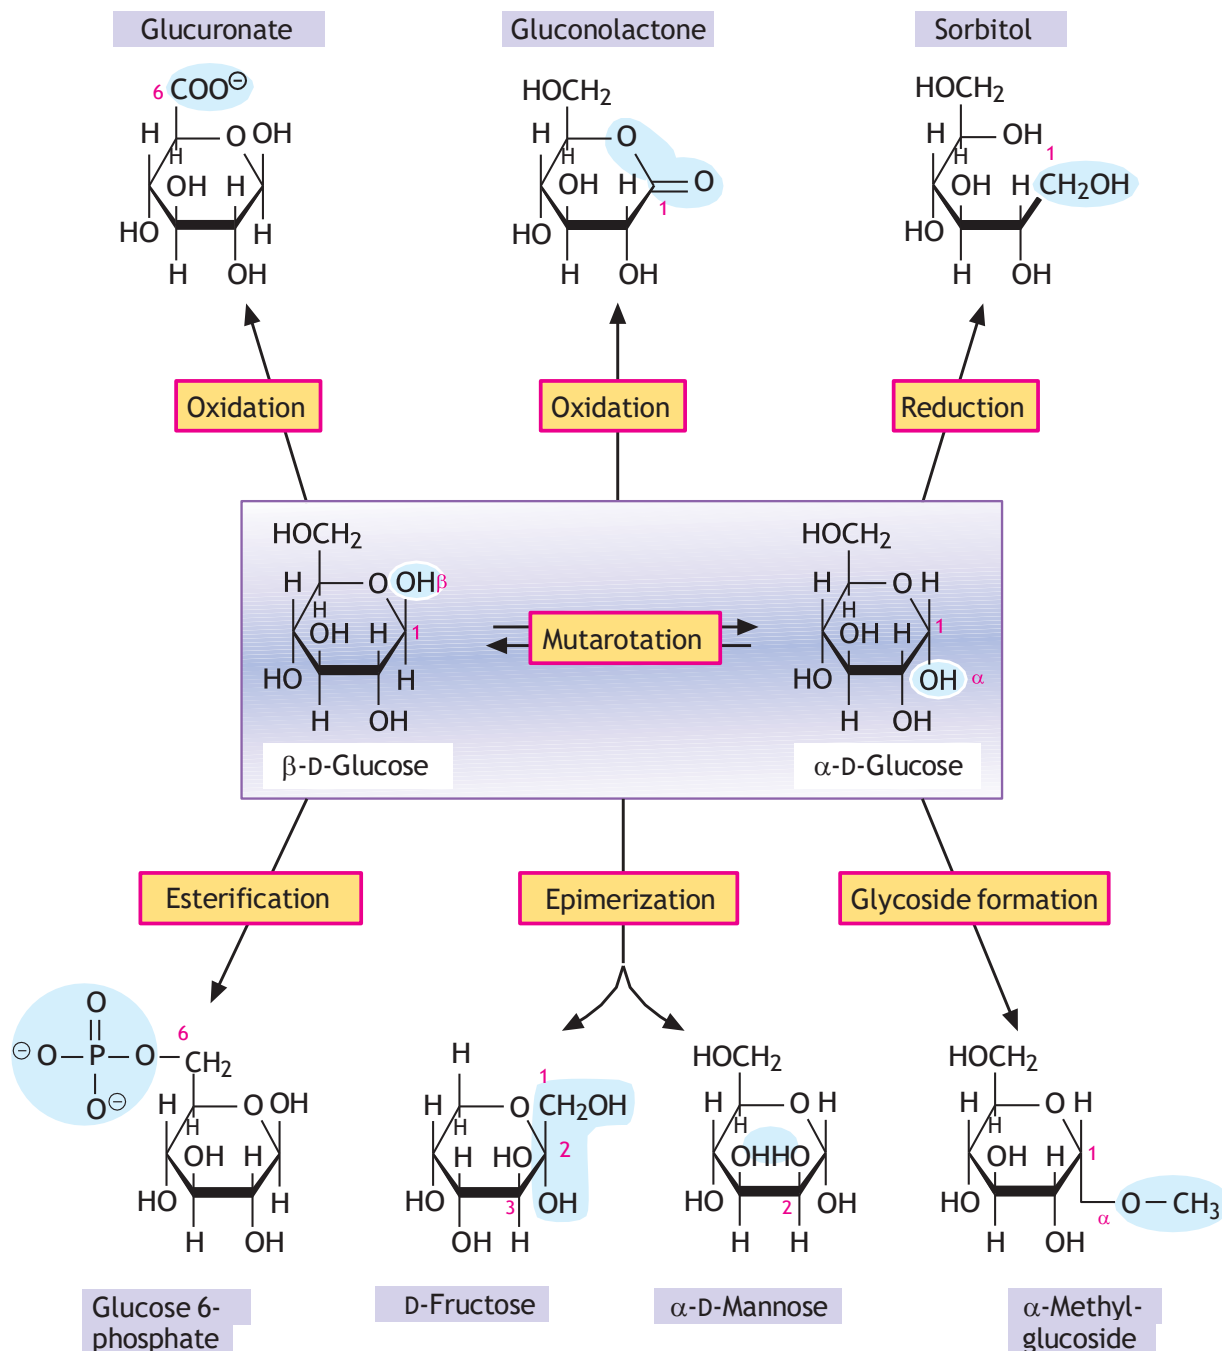 Glucuronate
Gluconolactone
Sorbitol
6 COO⊖
H
O OH
H
OH H
HO
H
H
OH
HOCH₂
O
H
OH H
O
1
HO
H
OH
HOCH₂
OH
H
1
OH H CH₂OH
HO
H
OH
Oxidation
Oxidation
Reduction
HOCH₂
H
O OH β
H
OH H
1
HO
H
H
OH
β-D-Glucose
Mutarotation
HOCH₂
H
O H
H
OH H
1
HO
OH α
H
OH
α-D-Glucose
Esterification
Epimerization
Glycoside formation
O
⊖ O P O
O⊖
6
CH₂
H
O OH
H
OH H
HO
H
H
OH
Glucose 6-
phosphate
H
1
H
O CH₂OH
H
H HO
2
HO
3
OH
OH H
D-Fructose
HOCH₂
H
O H
H
OHHO
HO
2
OH
H H
α-D-Mannose
HOCH₂
H
O H
H
OH H
1
HO
α
O CH₃
H
OH
α-Methyl-
glucoside